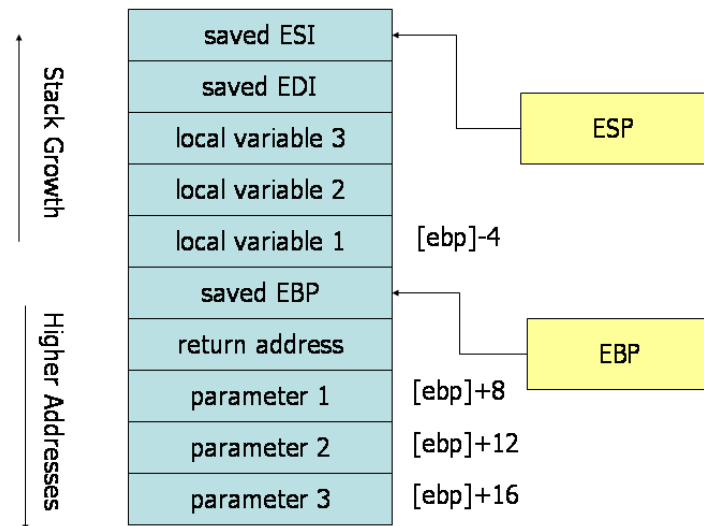 Stack Growth
Higher Addresses
saved ESI
saved EDI
local variable 3
local variable 2
local variable 1
[ebp]-4
saved EBP
return address
parameter 1
[ebp]+8
parameter 2
[ebp]+12
parameter 3
[ebp]+16
ESP
EBP